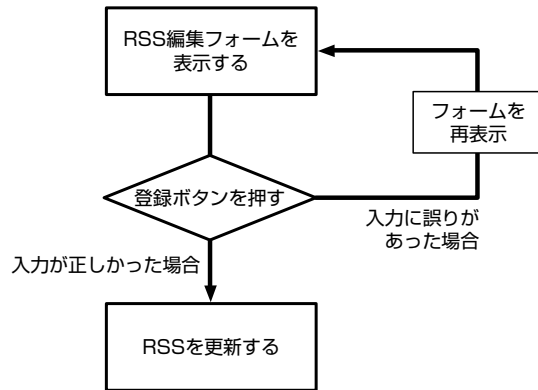 RSS編集フォームを
表示する
フォームを
再表示
登録ボタンを押す
入力に誤りが
あった場合
入力が正しかった場合
RSSを更新する